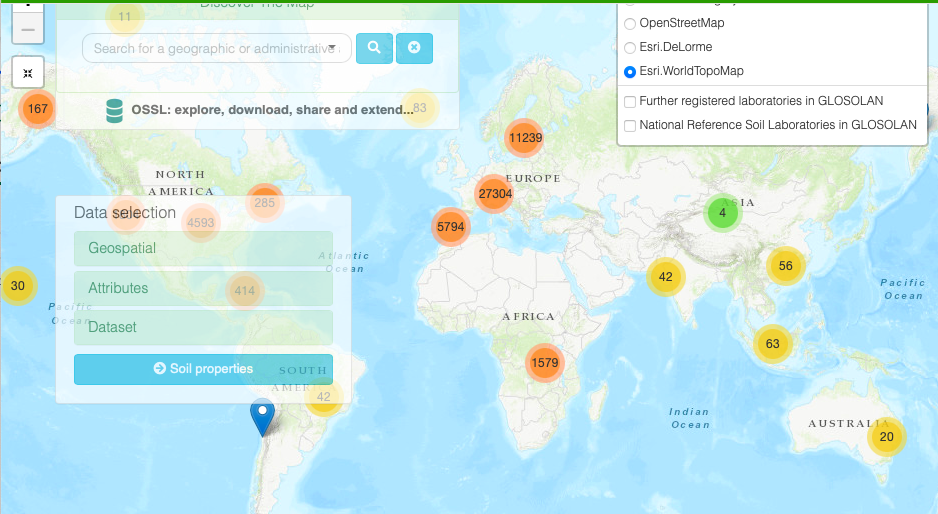 Discover The Map
11
Search for a geographic or administrative
OSSL: explore, download, share and extend...
83
OpenStreetMap
Esri.DeLorme
Esri.WorldTopoMap
Further registered laboratories in GLOSOLAN
National Reference Soil Laboratories in GLOSOLAN
167
11239
NORTH
AMERICA
EUROPE
27304
285
Data selection
4593
5794
4
ASIA
Geospatial
Atlantic
Ocean
42
56
30
Attributes
414
Pacific
Ocean
Pacific
Ocean
Dataset
AFRICA
63
Soil properties
SOUTH
AMER
1579
42
Indian
Ocean
AUSTRALIA
20